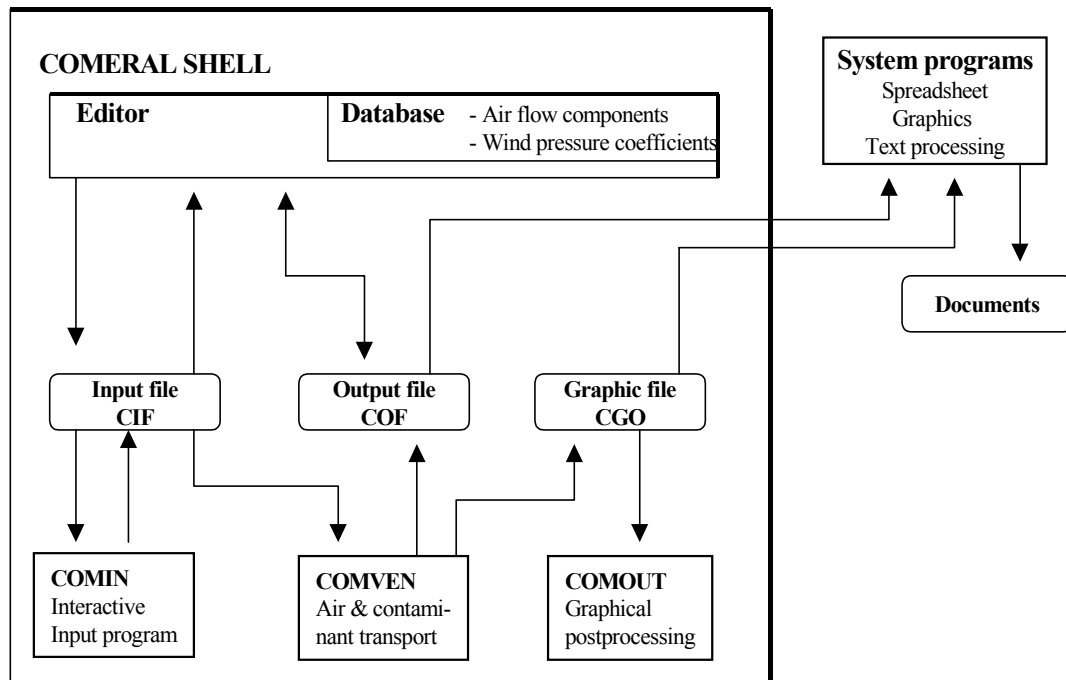 COMERAL SHELL
Editor
Database
- Air flow components
- Wind pressure coefficients
System programs
Spreadsheet
Graphics
Text processing
Documents
Input file
CIF
Output file
COF
Graphic file
CGO
COMIN
Interactive
Input program
COMVEN
Air & contami-
nant transport
COMOUT
Graphical
postprocessing